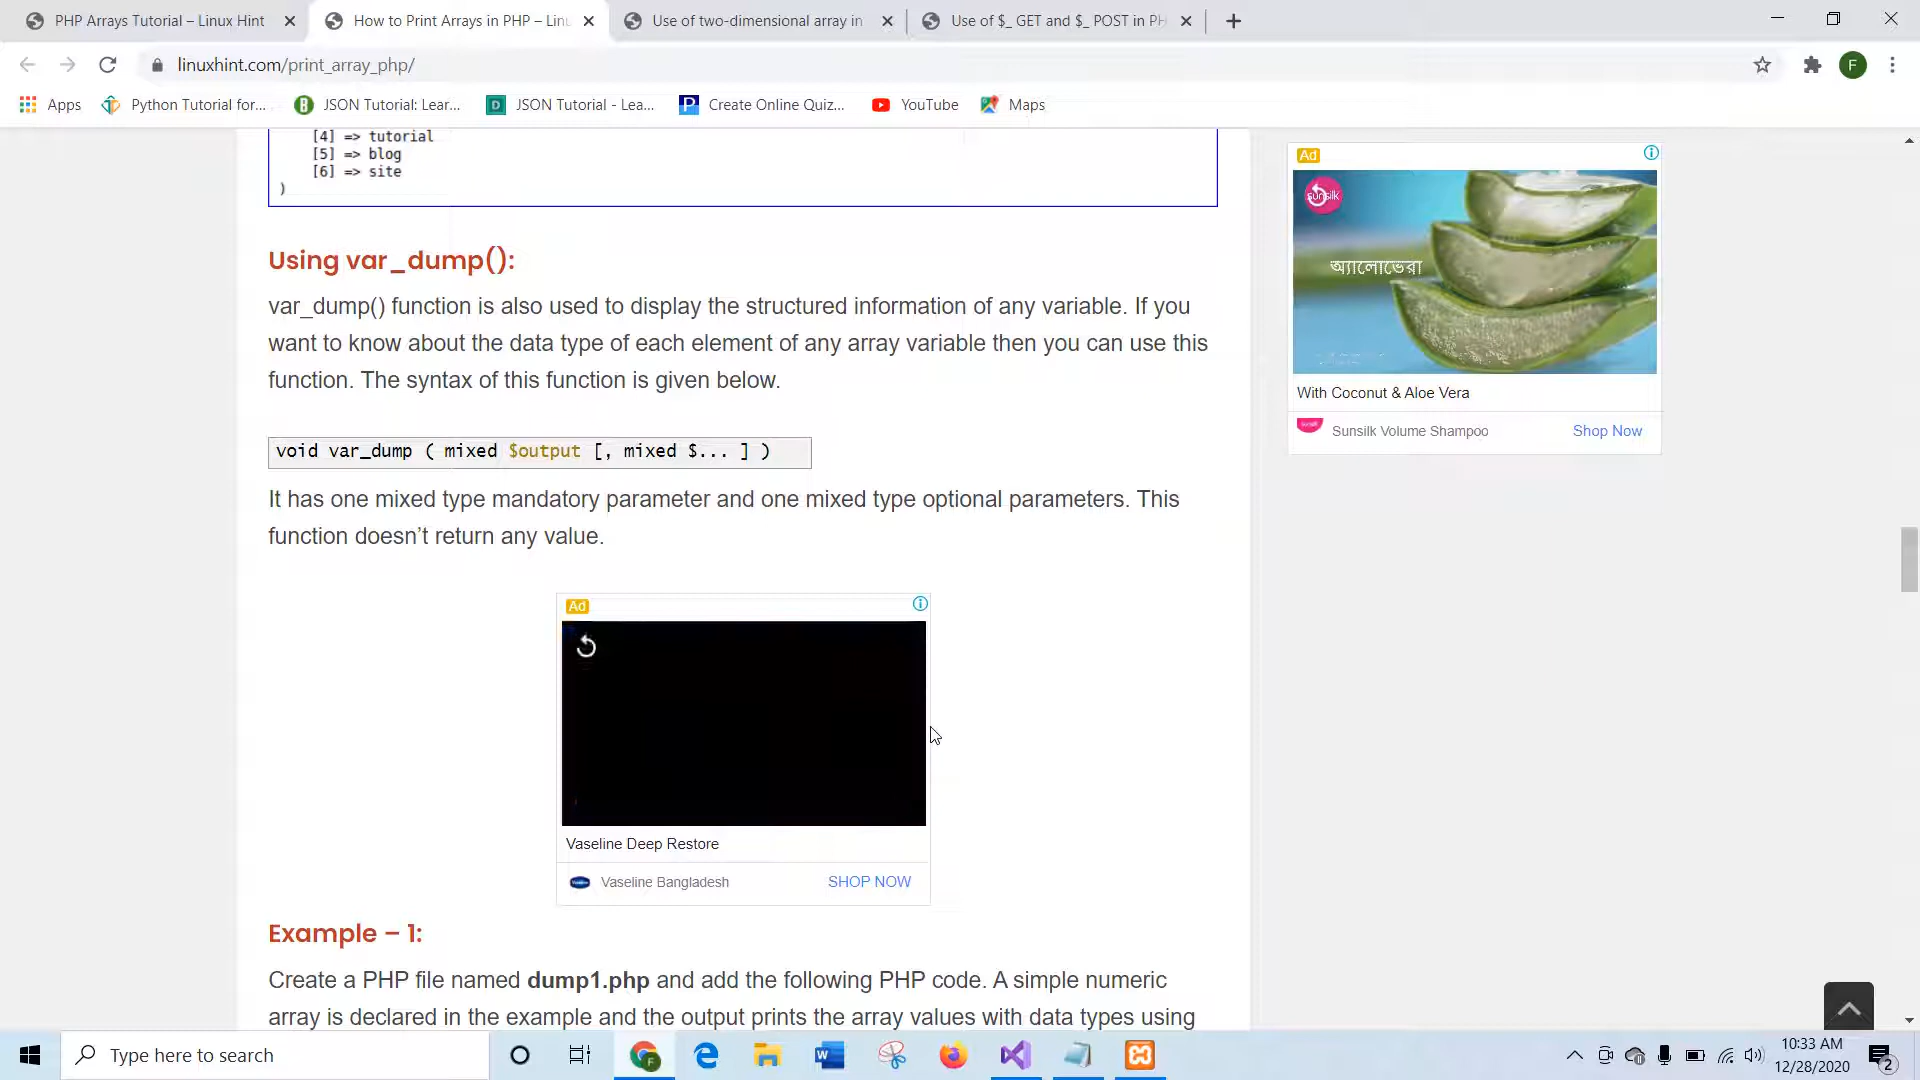 PHP Arrays Tutorial – Linux Hint
How to Print Arrays in PHP – Linu
Use of two-dimensional array in
Use of $_ GET and $_ POST in PH
linuxhint.com/print_array_php/
F
Apps
Python Tutorial for...
JSON Tutorial: Lear...
JSON Tutorial - Lea...
Create Online Quiz...
YouTube
Maps
[4] => tutorial
[5] => blog
[6] => site
)
Using var_dump():
var_dump() function is also used to display the structured information of any variable. If you
want to know about the data type of each element of any array variable then you can use this
function. The syntax of this function is given below.
void var_dump ( mixed $output [, mixed $... ] )
It has one mixed type mandatory parameter and one mixed type optional parameters. This
function doesn’t return any value.
Ad
Vaseline Deep Restore
Vaseline Bangladesh
SHOP NOW
Example – 1:
Create a PHP file named dump1.php and add the following PHP code. A simple numeric
array is declared in the example and the output prints the array values with data types using
Ad
sunsilk
অ্যালোভেরা
With Coconut & Aloe Vera
Sunsilk Volume Shampoo
Shop Now
Type here to search
10:33 AM
12/28/2020
2